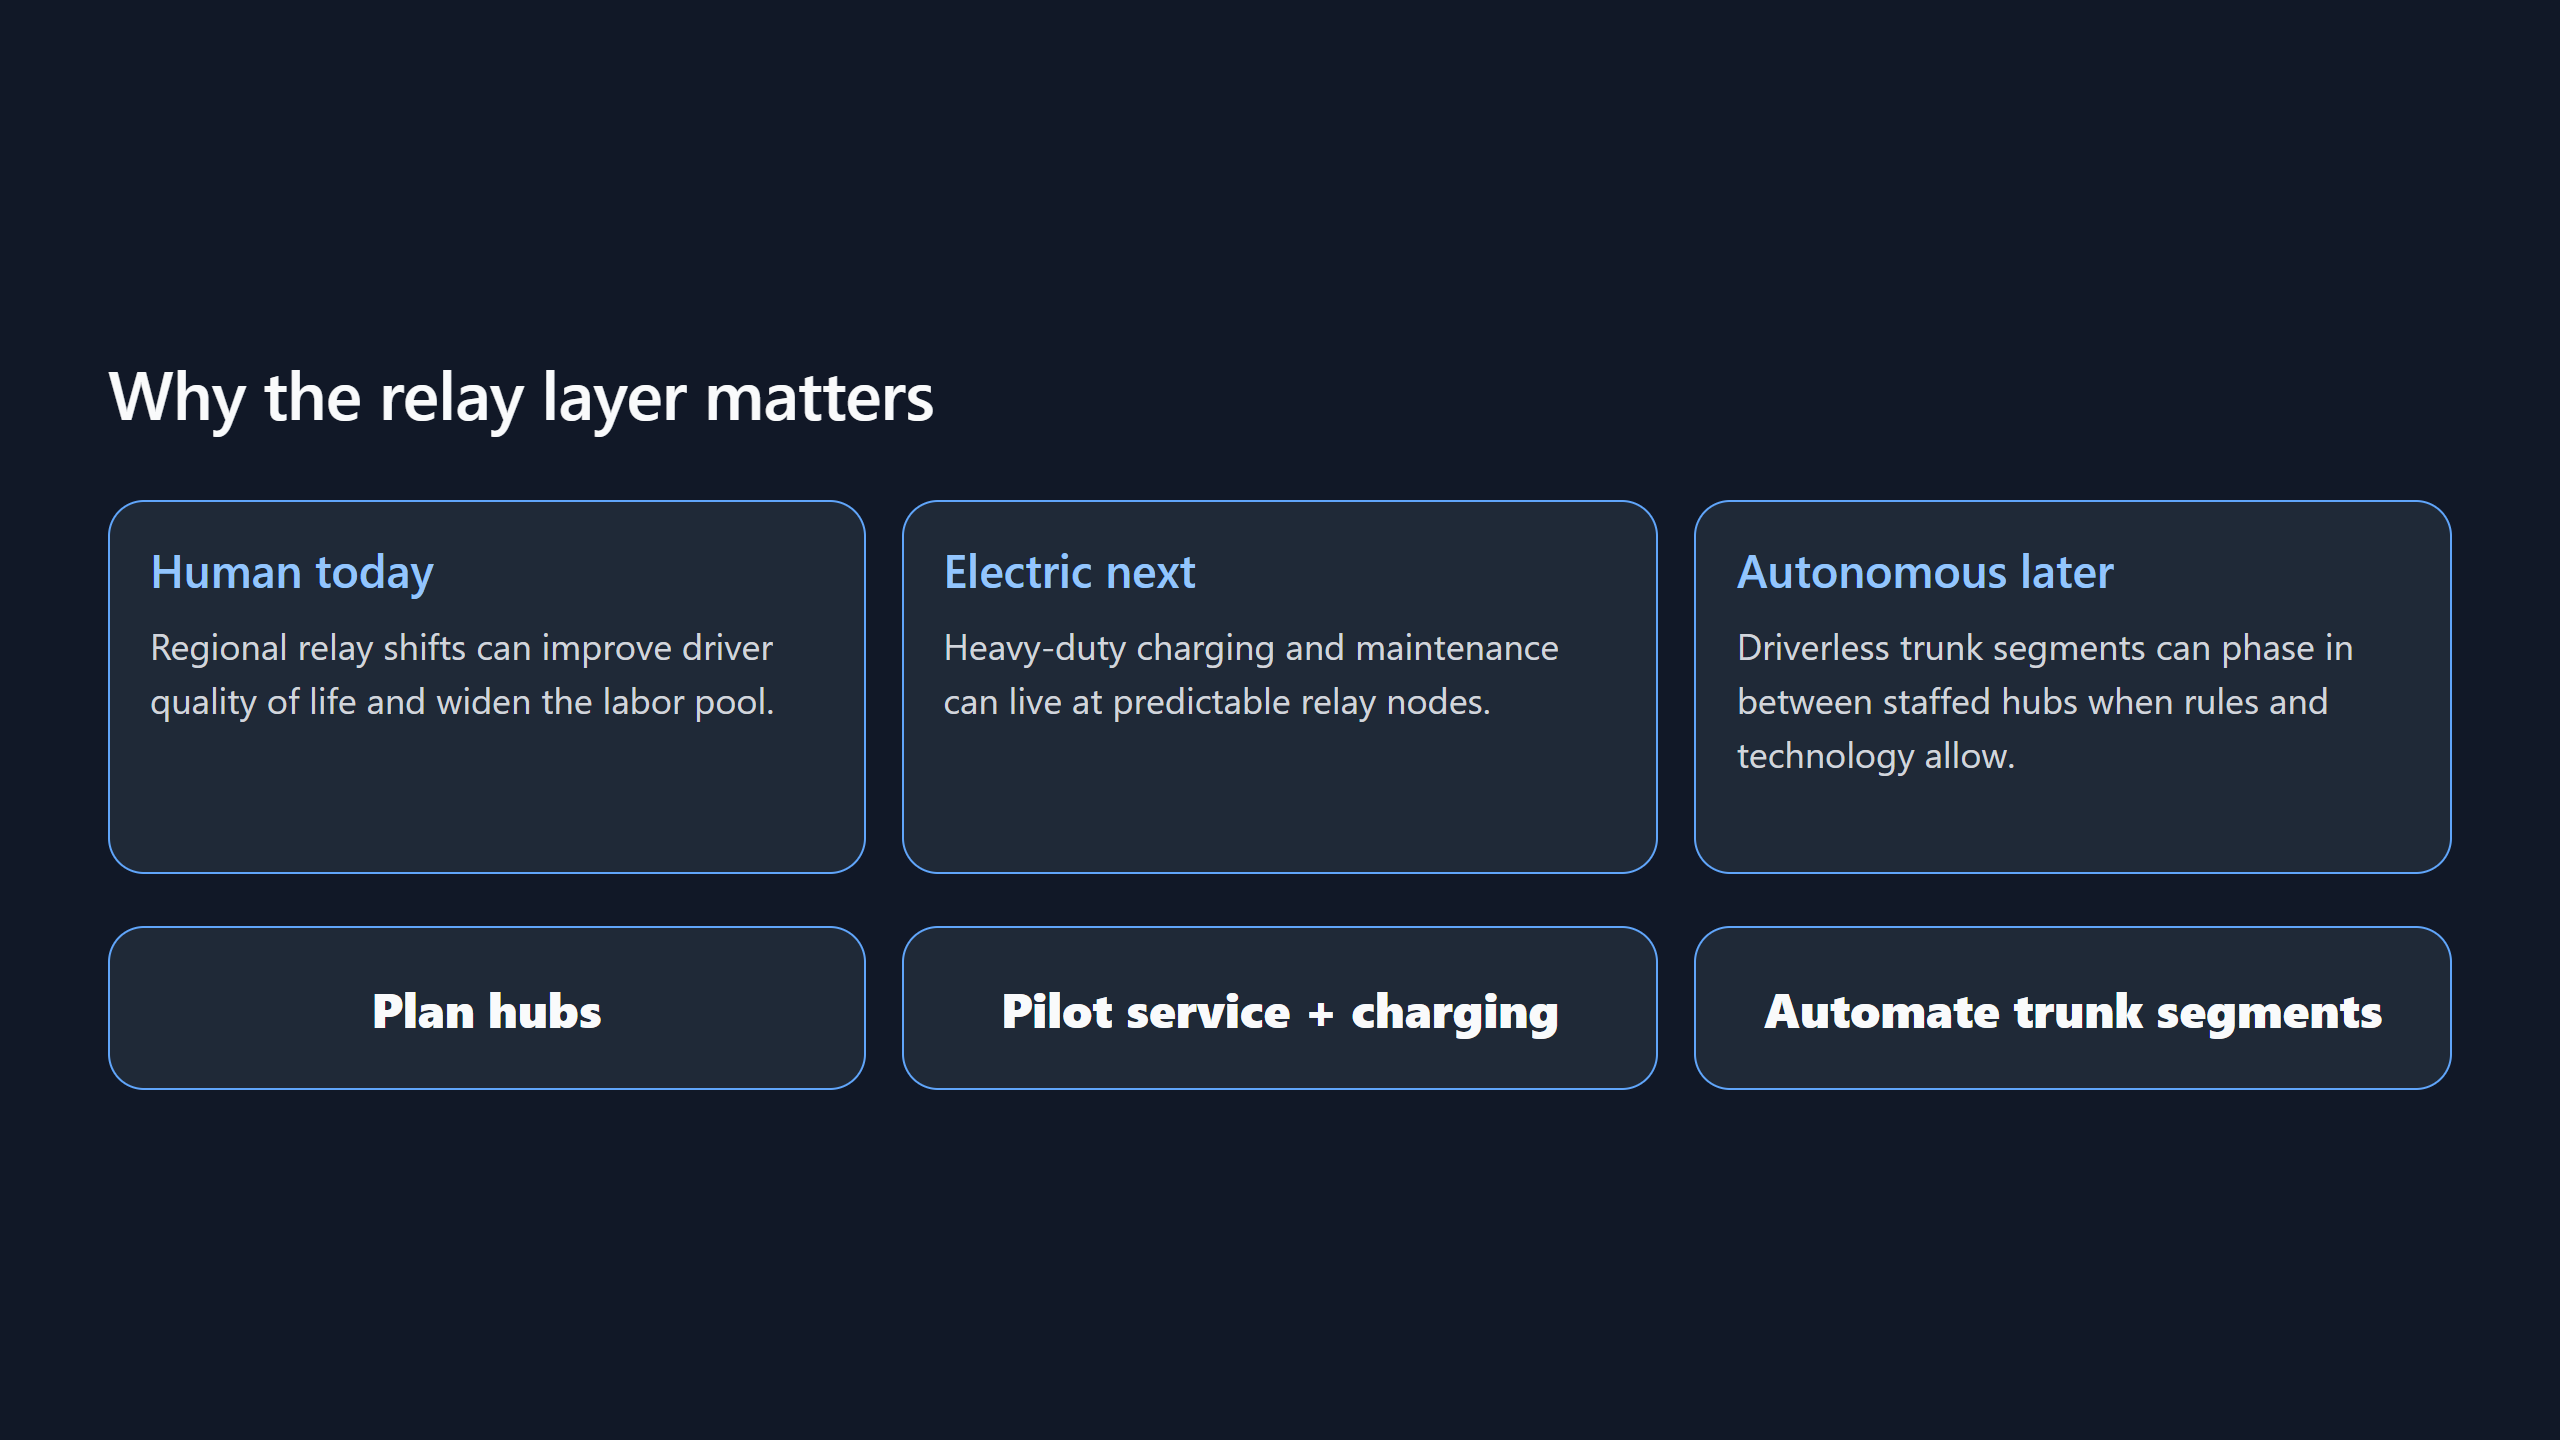 Why the relay layer matters
Human today
Regional relay shifts can improve driver
quality of life and widen the labor pool.
Electric next
Heavy-duty charging and maintenance
can live at predictable relay nodes.
Autonomous later
Driverless trunk segments can phase in
between staffed hubs when rules and
technology allow.
Plan hubs
Pilot service + charging
Automate trunk segments